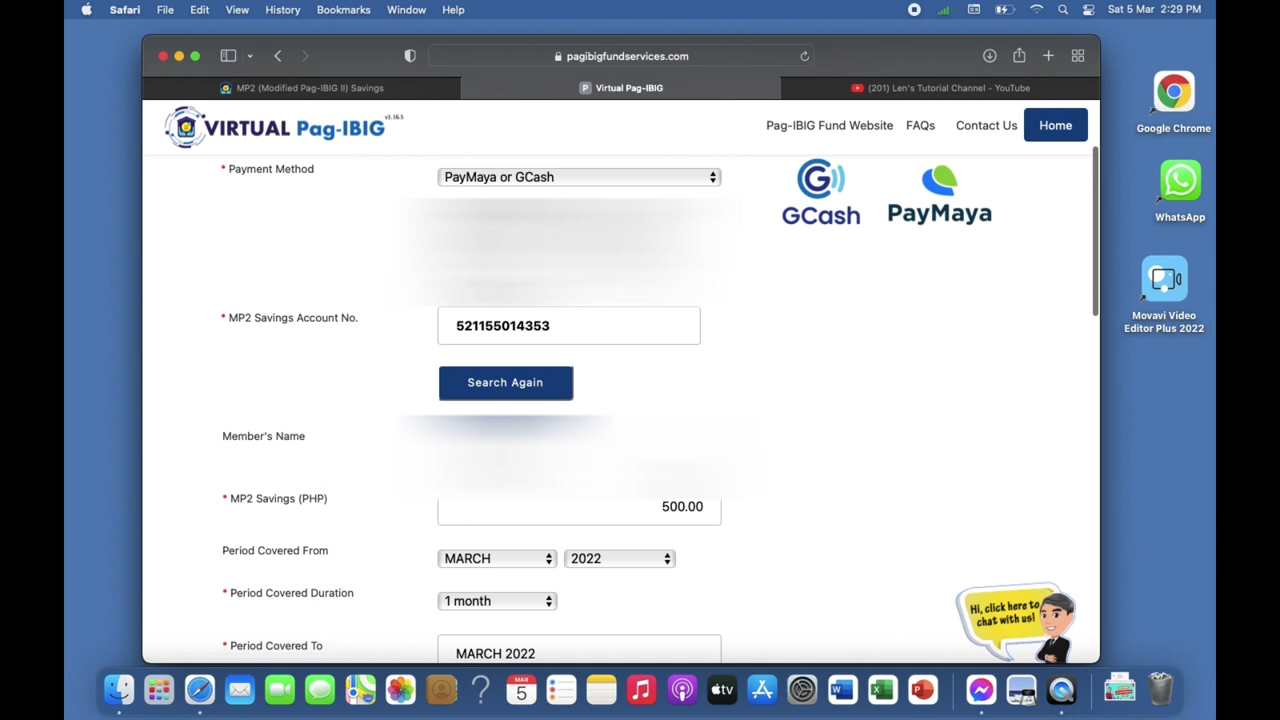 Safari File Edit View History Bookmarks Window Help Sat 5 Mar 2:29 PM
pagibigfundservices.com
MP2 (Modified Pag-IBIG II) Savings
Virtual Pag-IBIG
(201) Len's Tutorial Channel - YouTube
VIRTUAL Pag-IBIG v3.16.5
Pag-IBIG Fund Website FAQs Contact Us Home
* Payment Method PayMaya or GCash
GCash PayMaya
* MP2 Savings Account No. 521155014353
Search Again
Member's Name
* MP2 Savings (PHP) 500.00
Period Covered From MARCH 2022
* Period Covered Duration 1 month
* Period Covered To MARCH 2022
Hi, click here to
chat with us!
Google Chrome
WhatsApp
Movavi Video
Editor Plus 2022
MAR
5
tv
W X P